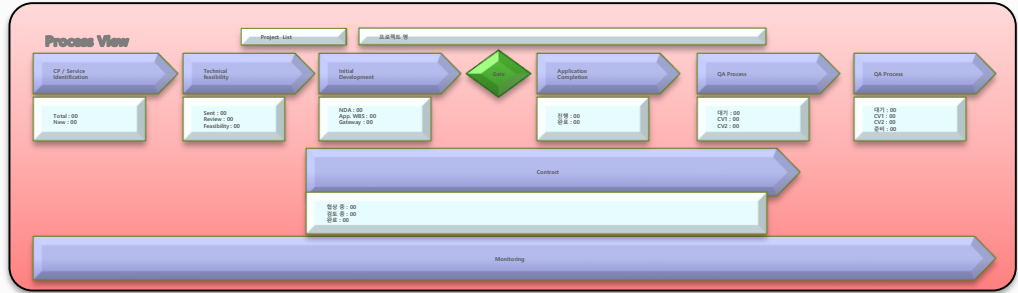 Process View
Project List
프로젝트 명
CP / Service
Identification
Technical
feasibility
Initial
Development
Gate
Application
Completion
QA Process
QA Process
Total : 00
New : 00
Sent : 00
Review : 00
Feasibility : 00
NDA : 00
App. WBS : 00
Gateway : 00
진행 : 00
완료 : 00
대기 : 00
CV1 : 00
CV2 : 00
대기 : 00
CV1 : 00
CV2 : 00
준비 : 00
Contract
협상 중 : 00
검토 중 : 00
완료 : 00
Monitoring